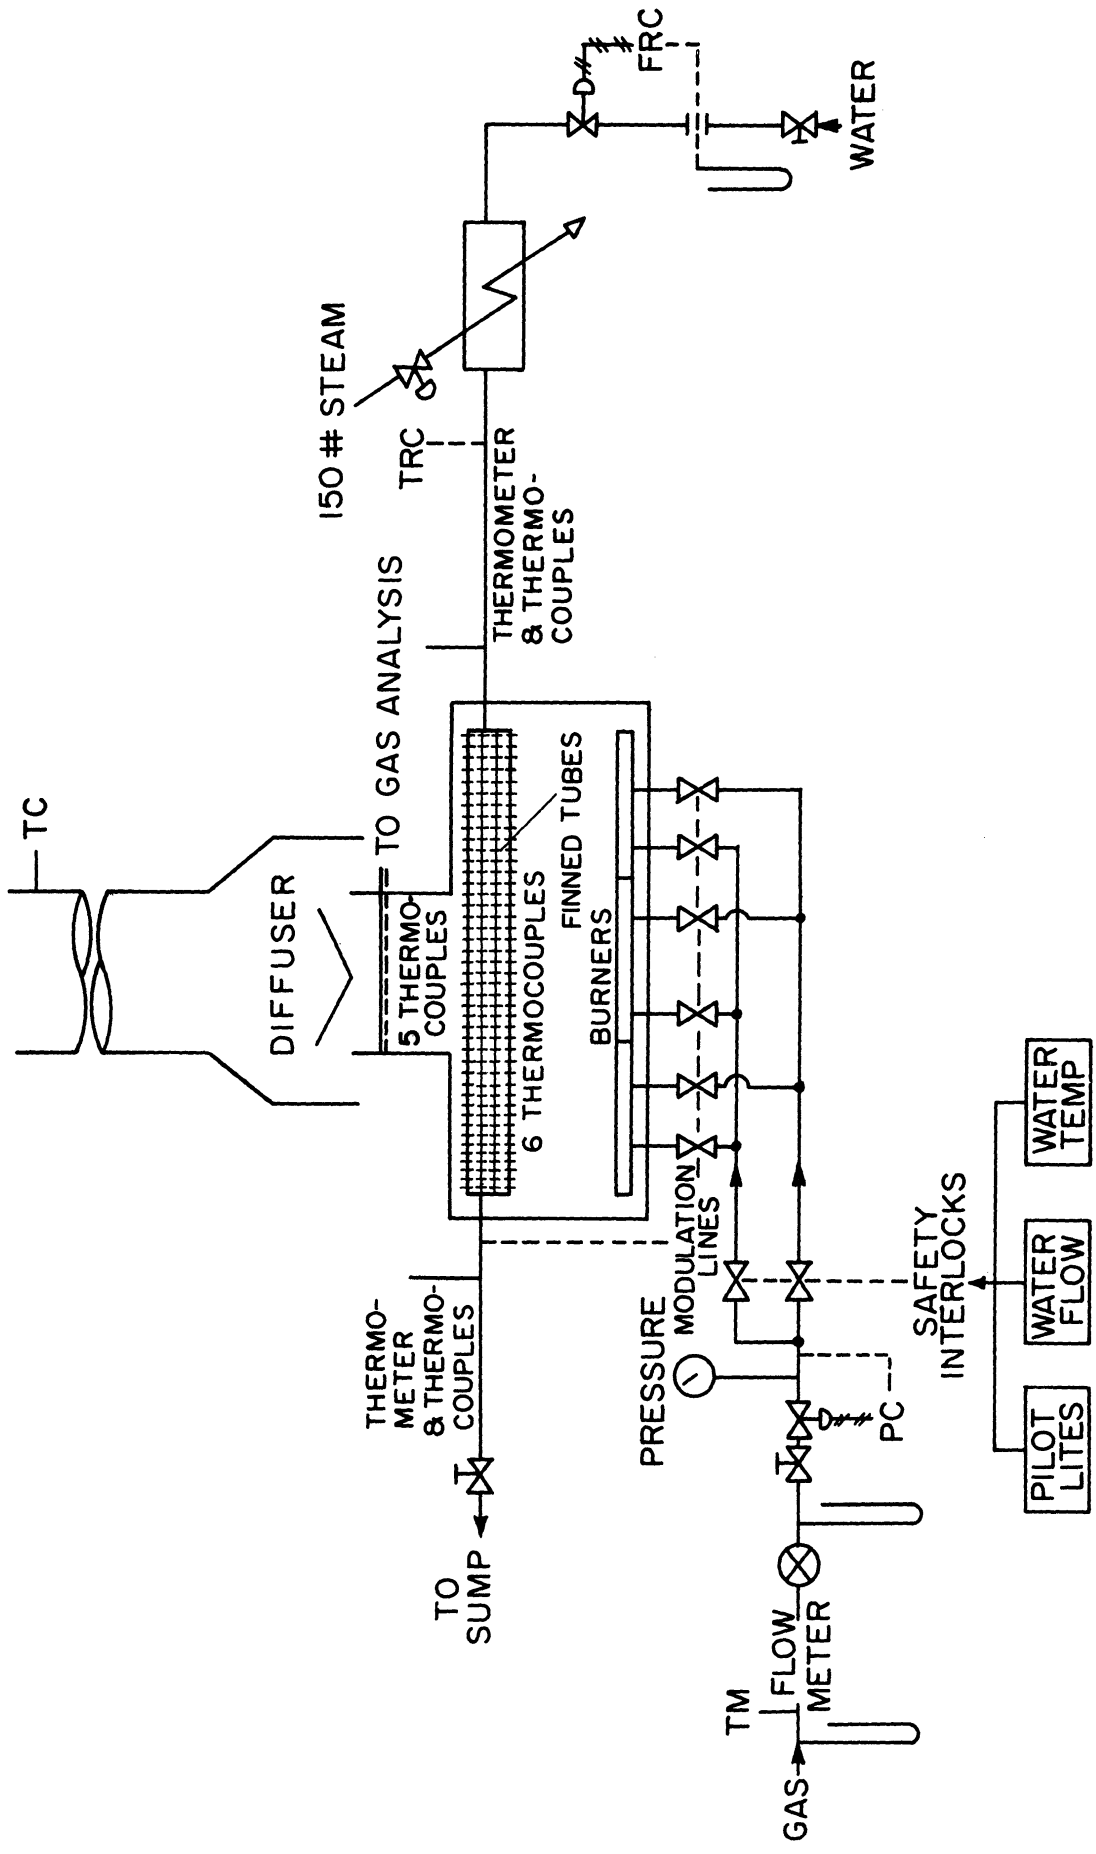 TC
DIFFUSER
TO GAS ANALYSIS
5 THERMO-
COUPLES
150 # STEAM
TRC
THERMOMETER
& THERMO-
COUPLES
FRC
WATER
6 THERMOCOUPLES
FINNED TUBES
BURNERS
THERMO-
METER
& THERMO-
COUPLES
TO
SUMP
MODULATION
LINES
PRESSURE
PC
SAFETY
INTERLOCKS
PILOT
LITES
WATER
FLOW
WATER
TEMP
GAS
TM
FLOW
METER